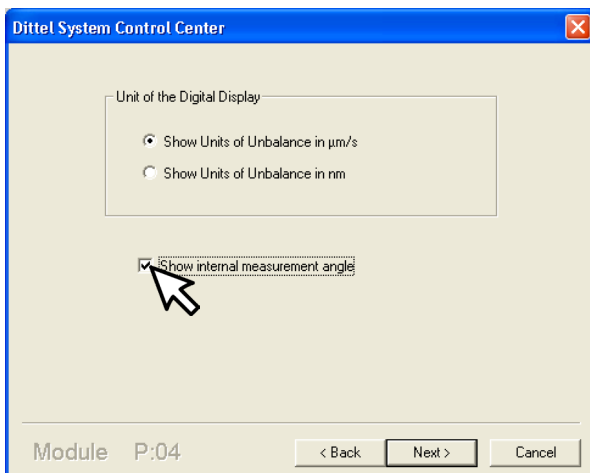 Dittel System Control Center
Unit of the Digital Display
Show Units of Unbalance in µm/s
Show Units of Unbalance in nm
Show internal measurement angle
Module P:04
< Back
Next >
Cancel